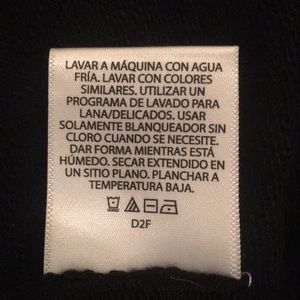 LAVAR A MÁQUINA CON AGUA
FRÍA. LAVAR CON COLORES
SIMILARES. UTILIZAR UN
PROGRAMA DE LAVADO PARA
LANA/DELICADOS. USAR
SOLAMENTE BLANQUEADOR SIN
CLORO CUANDO SE NECESITE.
DAR FORMA MIENTRAS ESTÁ
HÚMEDO. SECAR EXTENDIDO EN
UN SITIO PLANO. PLANCHAR A
TEMPERATURA BAJA.
D2F